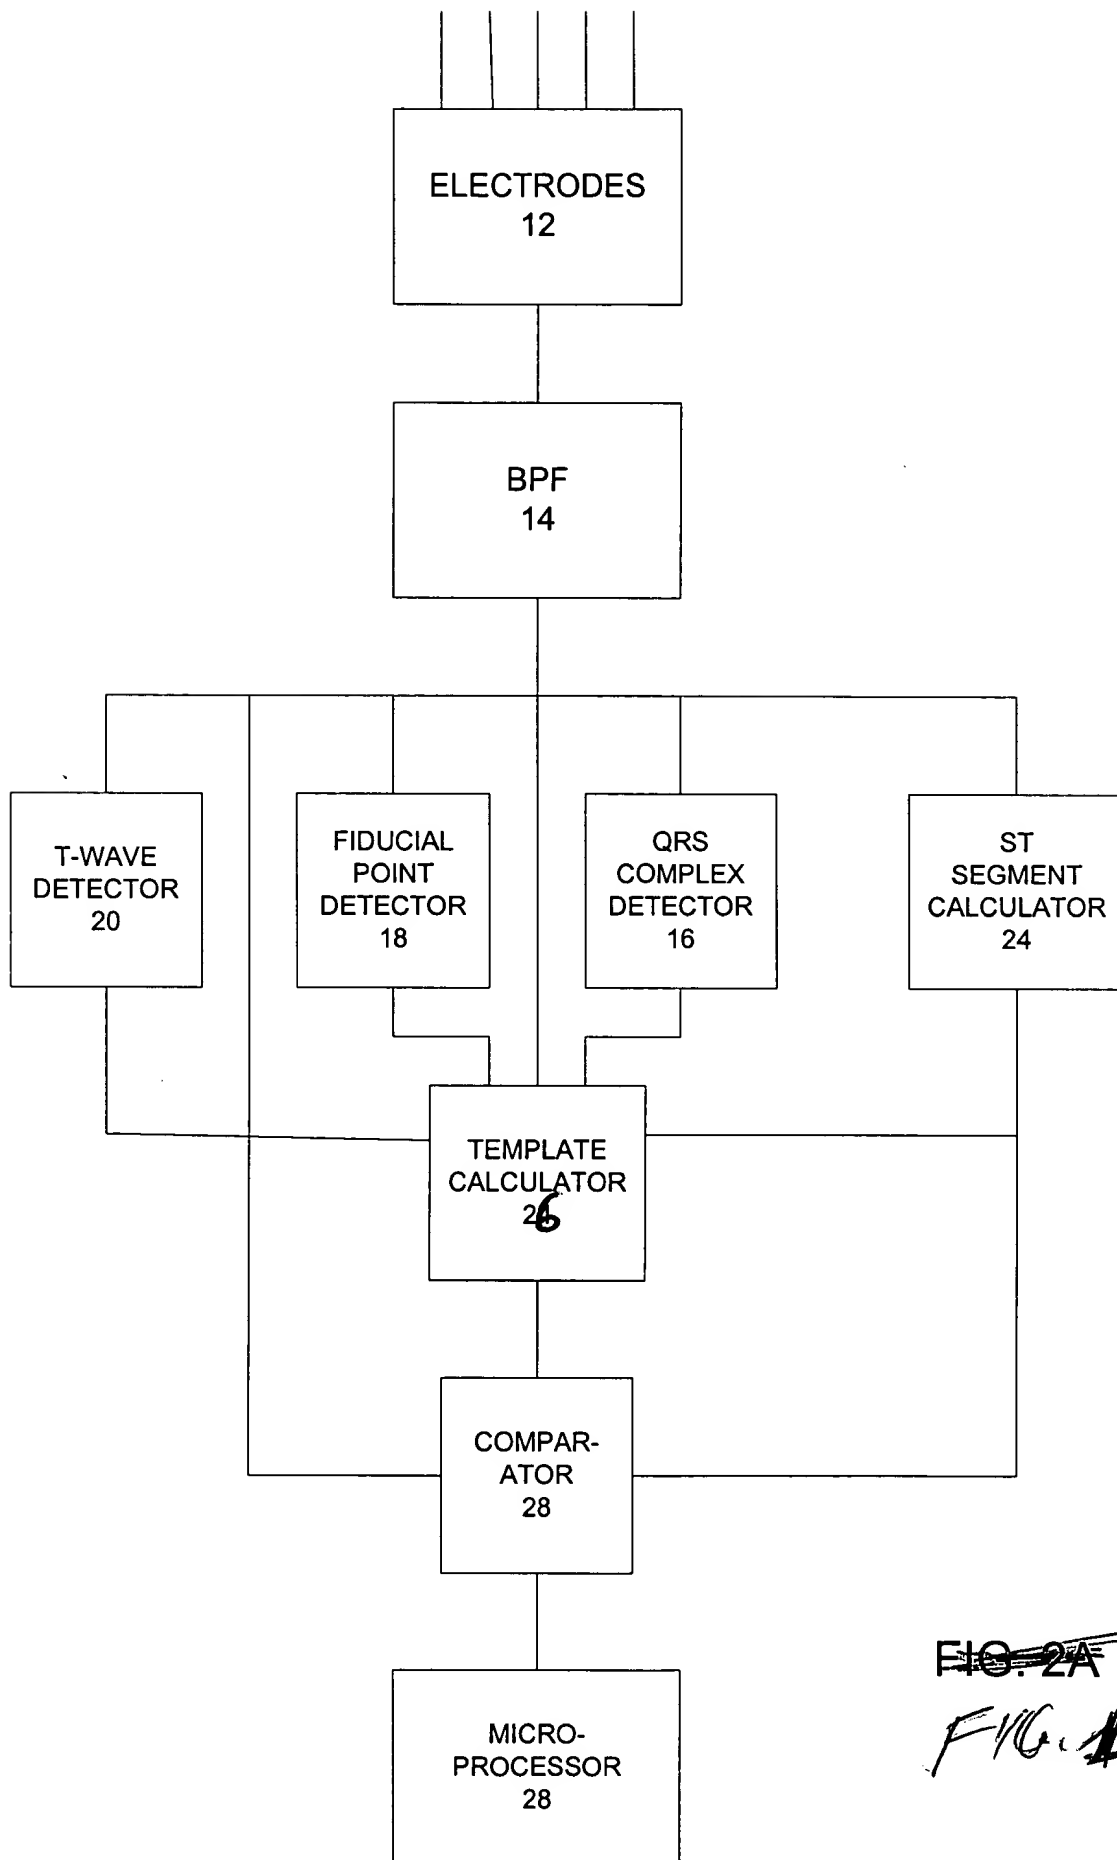 ELECTRODES
12
BPF
14
T-WAVE
DETECTOR
20
FIDUCIAL
POINT
DETECTOR
18
QRS
COMPLEX
DETECTOR
16
ST
SEGMENT
CALCULATOR
24
TEMPLATE
CALCULATOR
26
COMPAR-
ATOR
28
MICRO-
PROCESSOR
28
FIG. 2A
FIG.